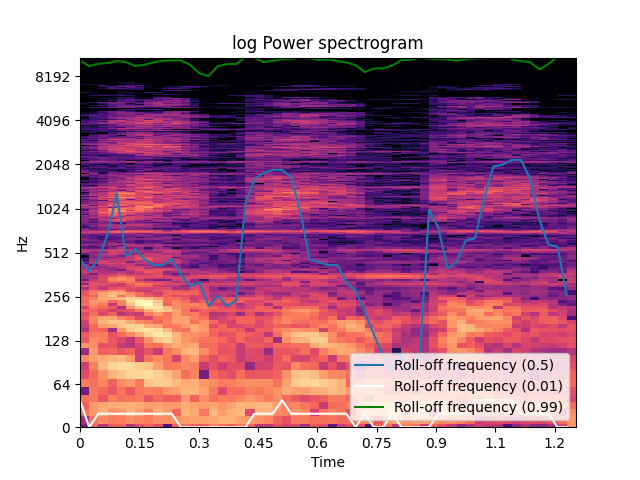 log Power spectrogram
Hz
8192
4096
2048
1024
512
256
128
64
0
Roll-off frequency (0.5)
Roll-off frequency (0.01)
Roll-off frequency (0.99)
0 0.15 0.3 0.45 0.6 0.75 0.9 1.1 1.2
Time